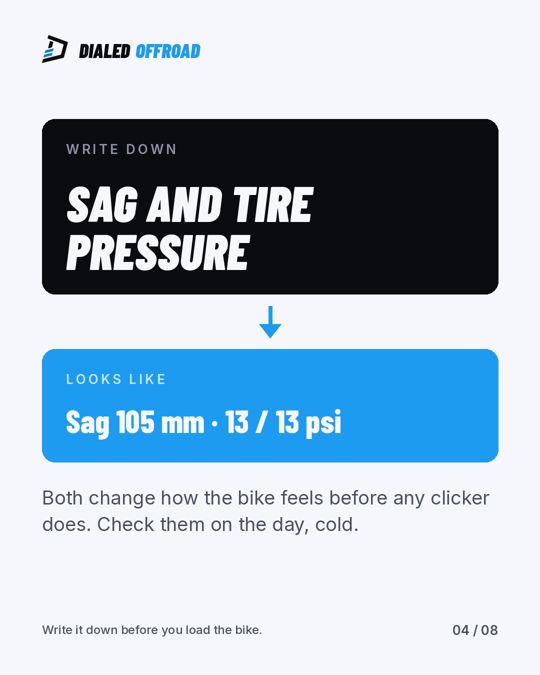 DIALED OFFROAD
WRITE DOWN
SAG AND TIRE
PRESSURE
LOOKS LIKE
Sag 105 mm · 13 / 13 psi
Both change how the bike feels before any clicker
does. Check them on the day, cold.
Write it down before you load the bike.
04 / 08